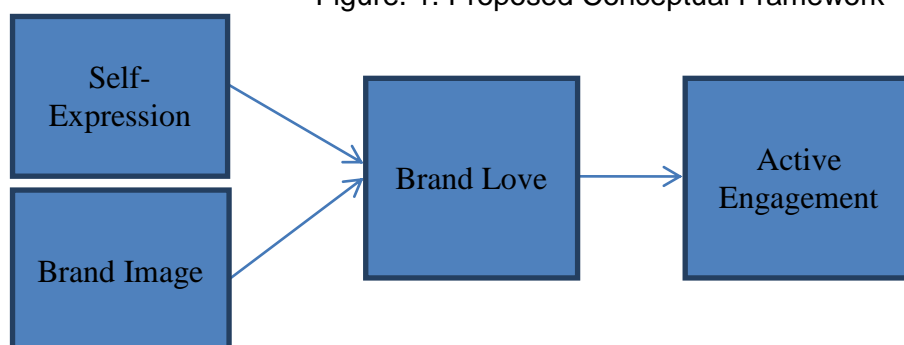 Figure. 1. Proposed Conceptual Framework
Self-
Expression
Brand Love
Active
Engagement
Brand Image